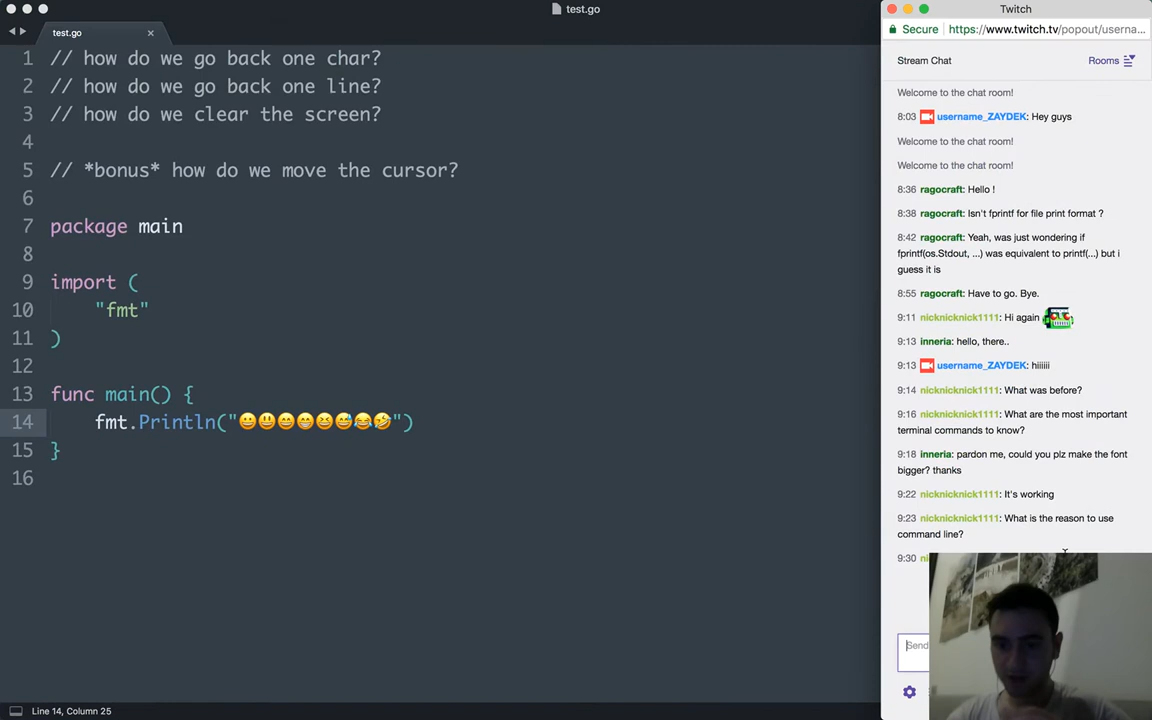 test.go
test.go
1 // how do we go back one char?
2 // how do we go back one line?
3 // how do we clear the screen?
4
5 // *bonus* how do we move the cursor?
6
7 package main
8
9 import (
10 "fmt"
11 )
12
13 func main() {
14 fmt.Println("😀😃😄😁😆😅😂🤣")
15 }
16
Line 14, Column 25
Twitch
Secure https://www.twitch.tv/popout/userna...
Stream Chat Rooms
Welcome to the chat room!
8:03 username_ZAYDEK: Hey guys
Welcome to the chat room!
Welcome to the chat room!
8:36 ragocraft: Hello !
8:38 ragocraft: Isn't fprintf for file print format ?
8:42 ragocraft: Yeah, was just wondering if
fprintf(os.Stdout, ...) was equivalent to printf(...) but i
guess it is
8:55 ragocraft: Have to go. Bye.
9:11 nicknicknick1111: Hi again
9:13 inneria: hello, there..
9:13 username_ZAYDEK: hiiiiii
9:14 nicknicknick1111: What was before?
9:16 nicknicknick1111: What are the most important
terminal commands to know?
9:18 inneria: pardon me, could you plz make the font
bigger? thanks
9:22 nicknicknick1111: It's working
9:23 nicknicknick1111: What is the reason to use
command line?
9:30 ni
Send